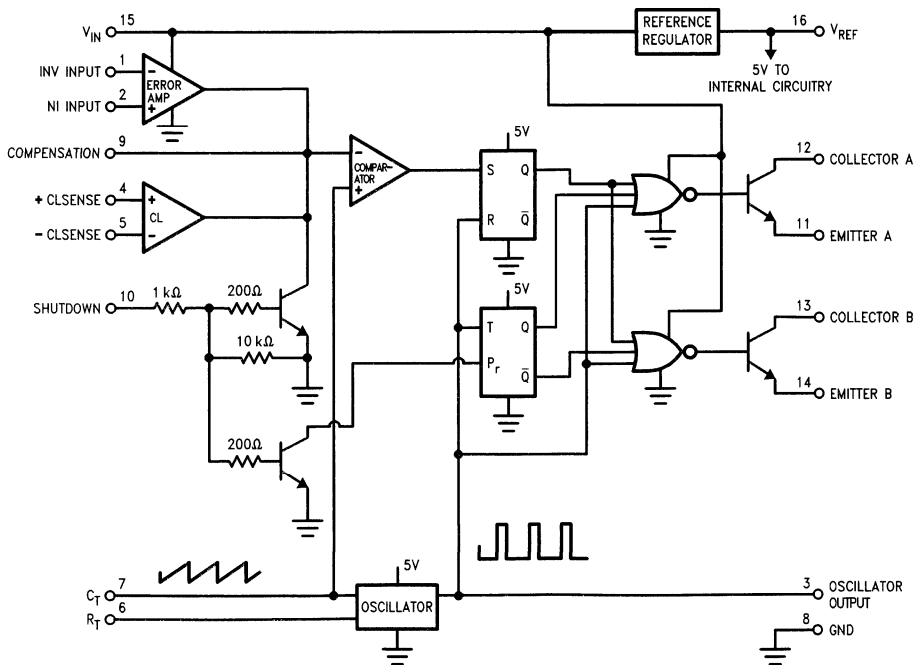 15
V_IN
REFERENCE
REGULATOR
16
V_REF
5V TO
INTERNAL CIRCUITRY
1
INV INPUT
−
ERROR
AMP
2
NI INPUT
+
9
COMPENSATION
−
COMPAR-
ATOR
+
4
+ CLSENSE
+
CL
5
− CLSENSE
−
5V
S
Q
R
Q̅
12
COLLECTOR A
11
EMITTER A
10
SHUTDOWN
1 kΩ
200Ω
10 kΩ
200Ω
5V
T
Q
P_r
Q̅
13
COLLECTOR B
14
EMITTER B
7
C_T
6
R_T
5V
OSCILLATOR
3
OSCILLATOR
OUTPUT
8
GND